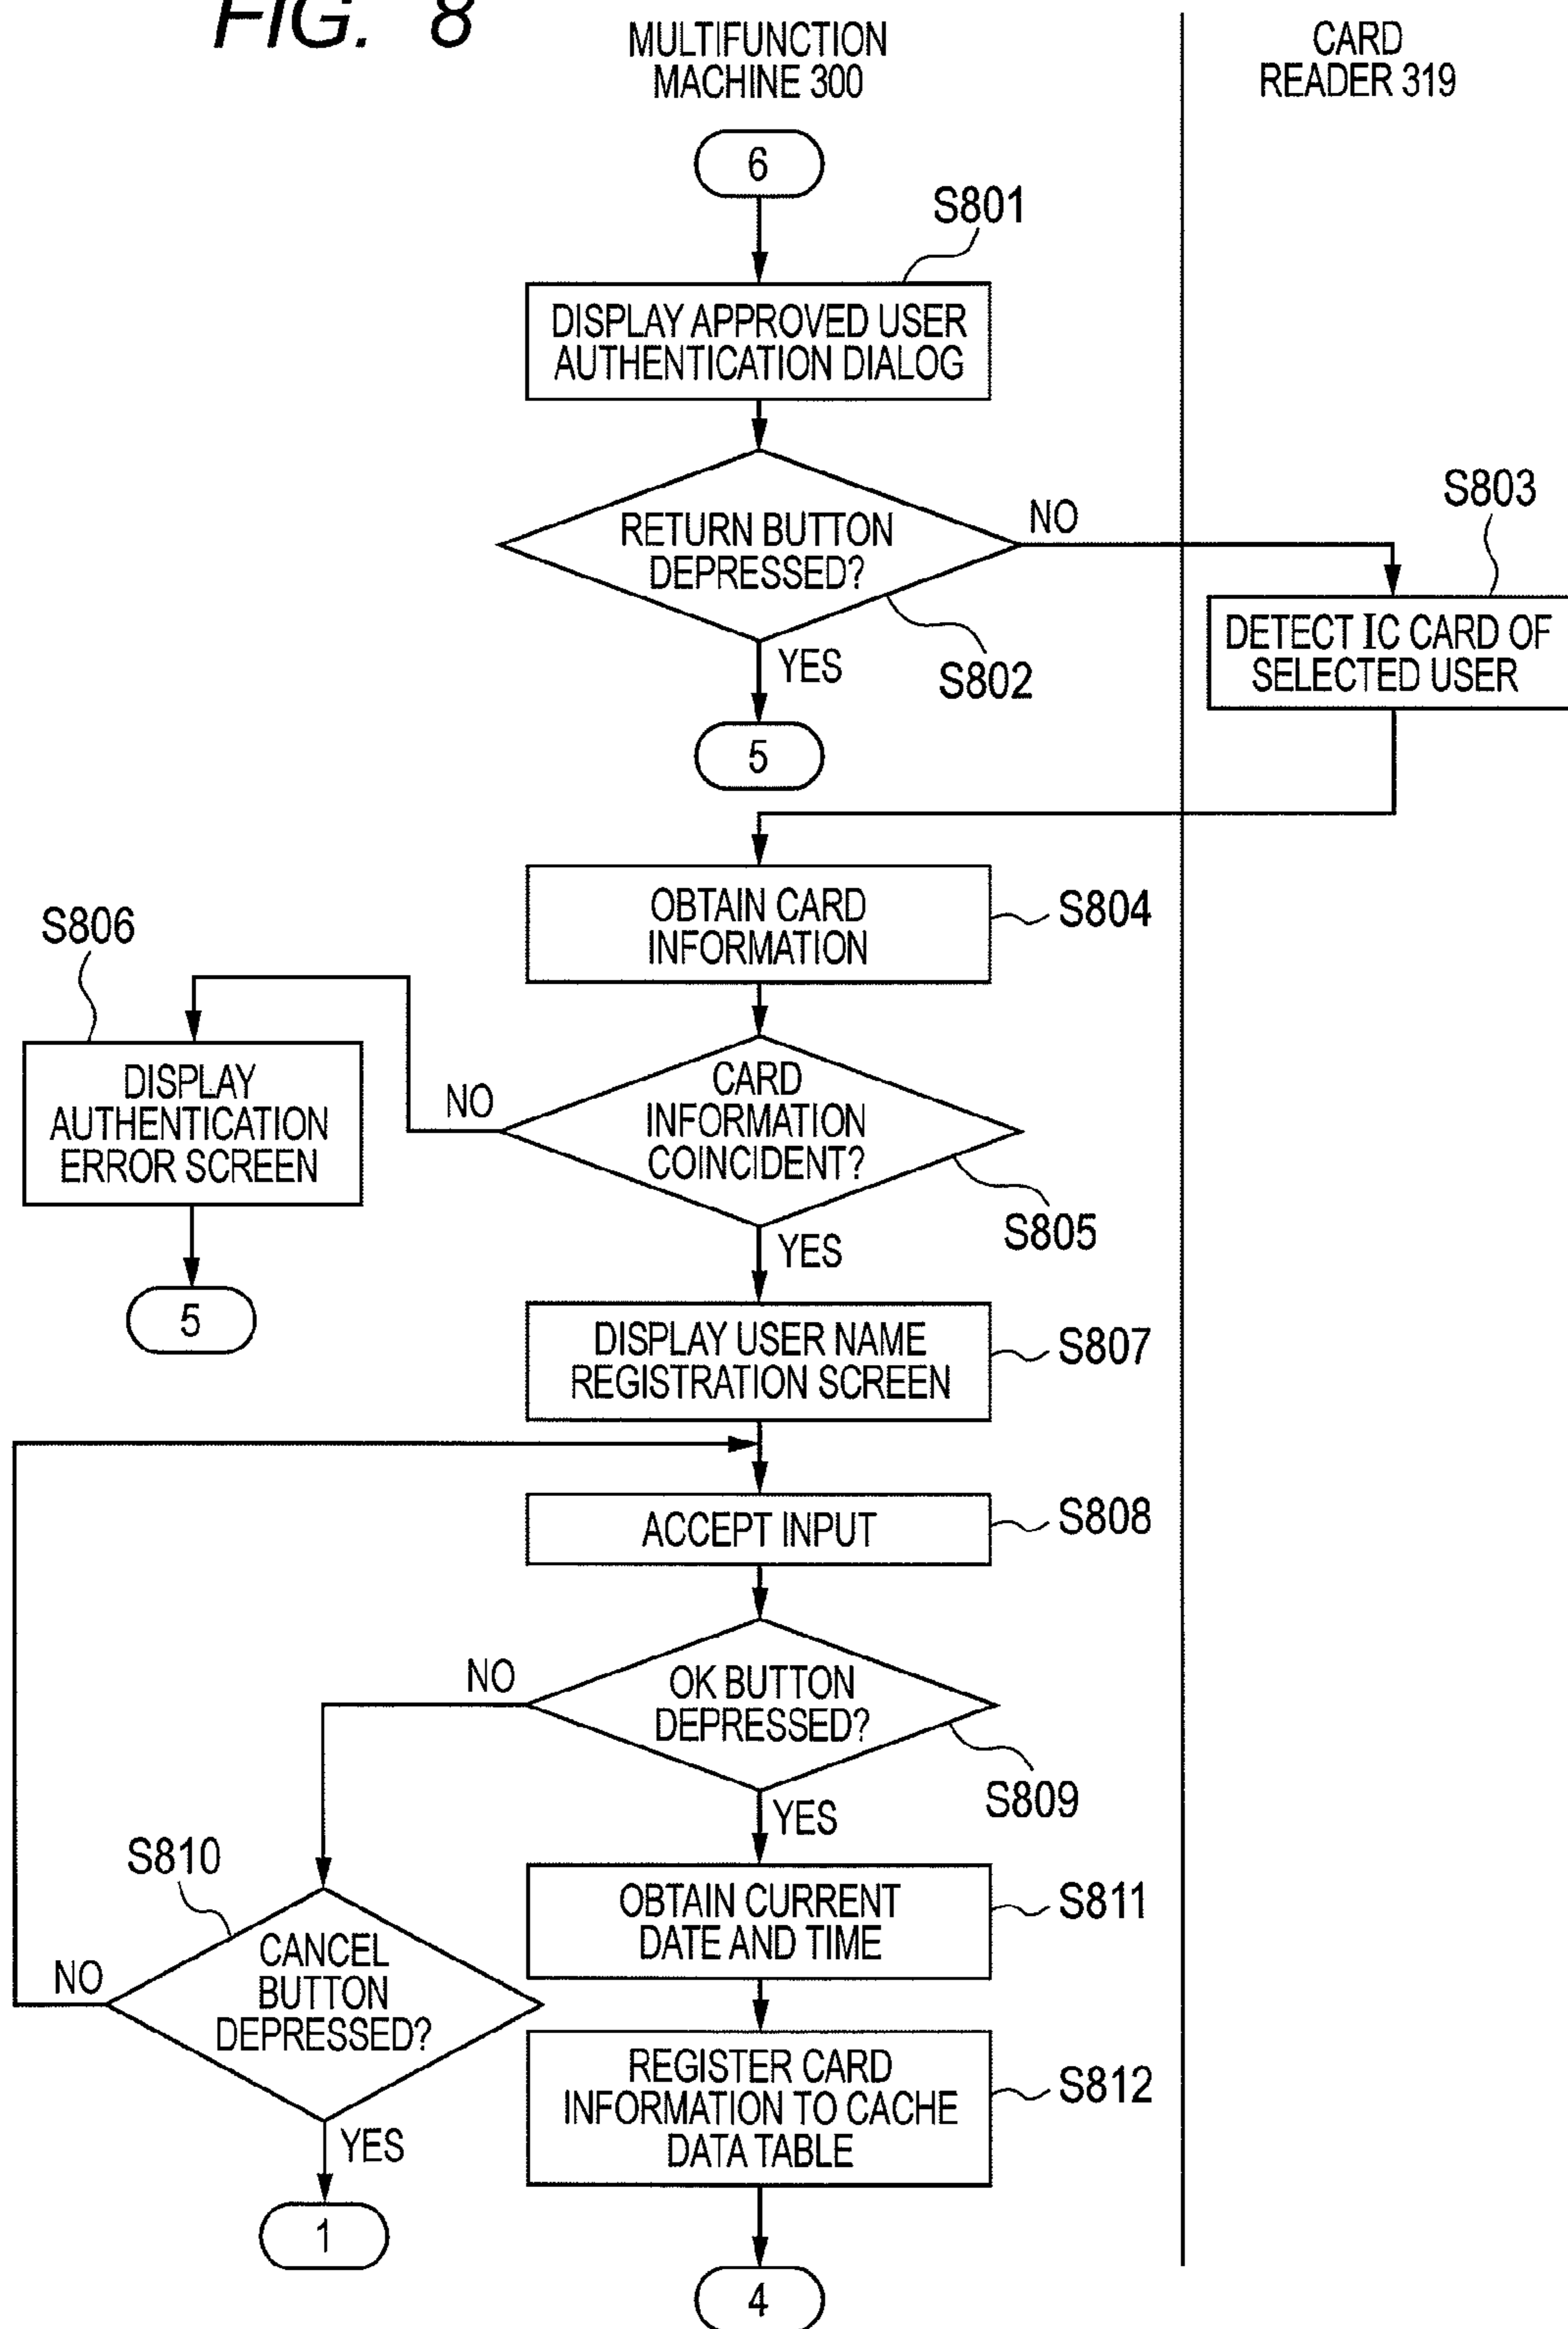 FIG. 8
MULTIFUNCTION
MACHINE 300
CARD
READER 319
6
S801
DISPLAY APPROVED USER
AUTHENTICATION DIALOG
RETURN BUTTON
DEPRESSED?
NO
S803
YES
S802
DETECT IC CARD OF
SELECTED USER
5
OBTAIN CARD
INFORMATION
S804
S806
DISPLAY
AUTHENTICATION
ERROR SCREEN
NO
CARD
INFORMATION
COINCIDENT?
S805
YES
5
DISPLAY USER NAME
REGISTRATION SCREEN
S807
ACCEPT INPUT
S808
NO
OK BUTTON
DEPRESSED?
S809
YES
S810
OBTAIN CURRENT
DATE AND TIME
S811
NO
CANCEL
BUTTON
DEPRESSED?
REGISTER CARD
INFORMATION TO CACHE
DATA TABLE
S812
YES
1
4